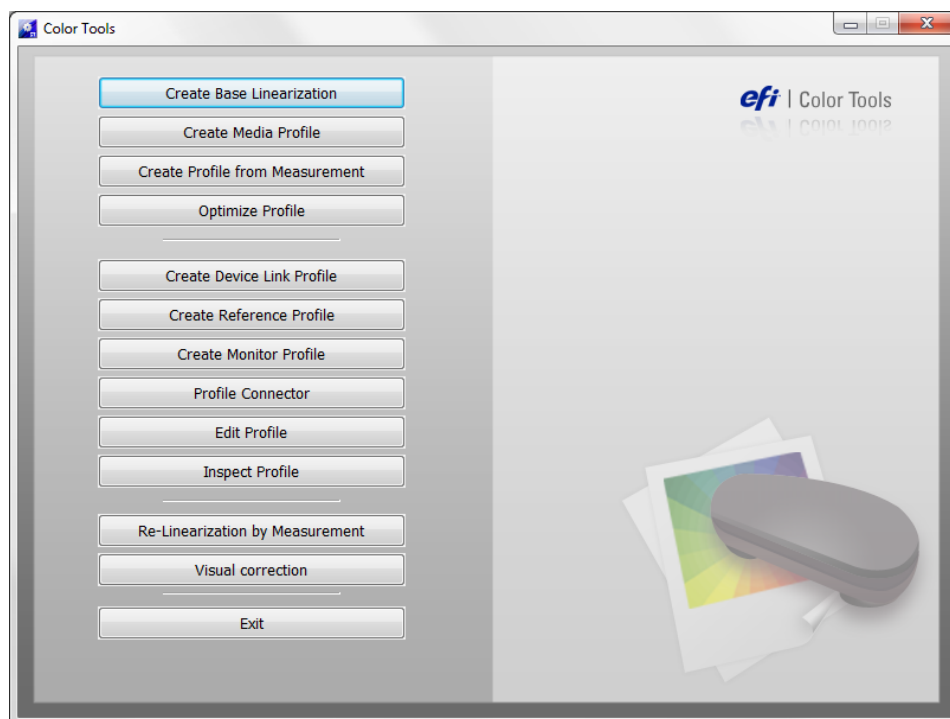 Color Tools
Create Base Linearization
Create Media Profile
Create Profile from Measurement
Optimize Profile
Create Device Link Profile
Create Reference Profile
Create Monitor Profile
Profile Connector
Edit Profile
Inspect Profile
Re-Linearization by Measurement
Visual correction
Exit
efi | Color Tools